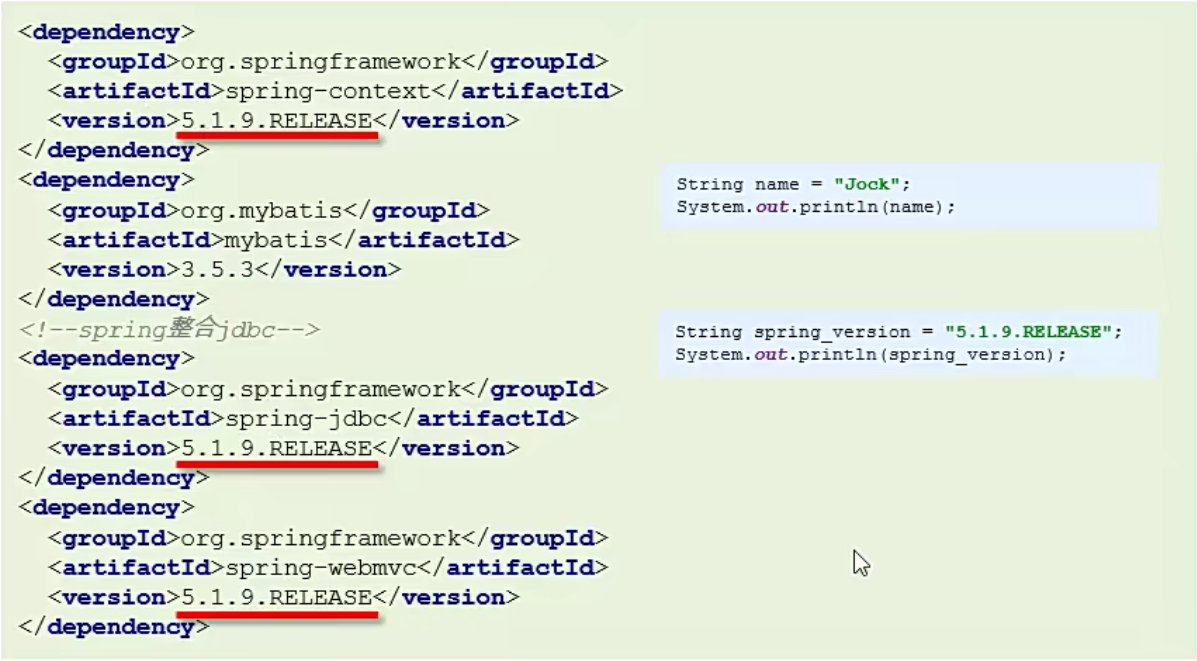 <dependency>
<groupId>org.springframework</groupId>
<artifactId>spring-context</artifactId>
<version>5.1.9.RELEASE</version>
</dependency>
<dependency>
<groupId>org.mybatis</groupId>
<artifactId>mybatis</artifactId>
<version>3.5.3</version>
</dependency>
<!--spring整合jdbc-->
<dependency>
<groupId>org.springframework</groupId>
<artifactId>spring-jdbc</artifactId>
<version>5.1.9.RELEASE</version>
</dependency>
<dependency>
<groupId>org.springframework</groupId>
<artifactId>spring-webmvc</artifactId>
<version>5.1.9.RELEASE</version>
</dependency>
String name = "Jock";
System.out.println(name);
String spring_version = "5.1.9.RELEASE";
System.out.println(spring_version);